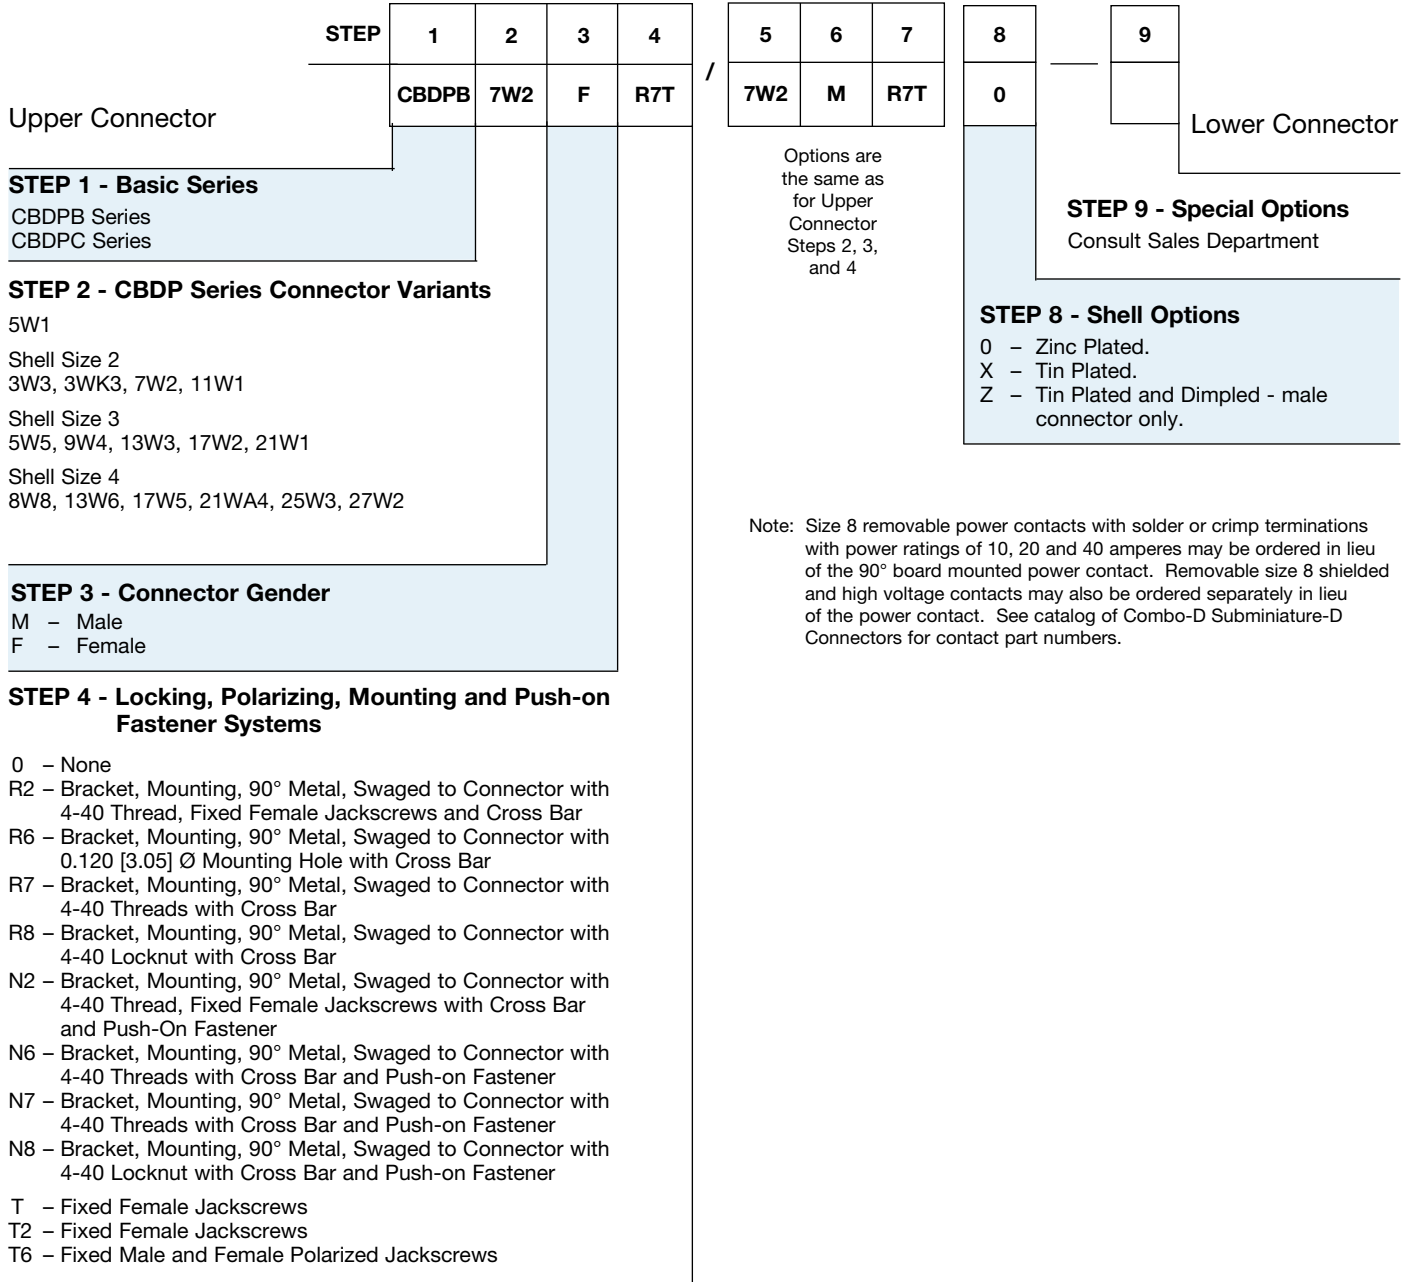 STEP 1 2 3 4 5 6 7 8 9
CBDPB 7W2 F R7T / 7W2 M R7T 0 —
Upper Connector
Lower Connector
STEP 1 - Basic Series
CBDPB Series
CBDPC Series
STEP 2 - CBDP Series Connector Variants
5W1
Shell Size 2
3W3, 3WK3, 7W2, 11W1
Shell Size 3
5W5, 9W4, 13W3, 17W2, 21W1
Shell Size 4
8W8, 13W6, 17W5, 21WA4, 25W3, 27W2
STEP 3 - Connector Gender
M – Male
F – Female
STEP 4 - Locking, Polarizing, Mounting and Push-on
Fastener Systems
0 – None
R2 – Bracket, Mounting, 90° Metal, Swaged to Connector with
4-40 Thread, Fixed Female Jackscrews and Cross Bar
R6 – Bracket, Mounting, 90° Metal, Swaged to Connector with
0.120 [3.05] Ø Mounting Hole with Cross Bar
R7 – Bracket, Mounting, 90° Metal, Swaged to Connector with
4-40 Threads with Cross Bar
R8 – Bracket, Mounting, 90° Metal, Swaged to Connector with
4-40 Locknut with Cross Bar
N2 – Bracket, Mounting, 90° Metal, Swaged to Connector with
4-40 Thread, Fixed Female Jackscrews with Cross Bar
and Push-On Fastener
N6 – Bracket, Mounting, 90° Metal, Swaged to Connector with
4-40 Threads with Cross Bar and Push-on Fastener
N7 – Bracket, Mounting, 90° Metal, Swaged to Connector with
4-40 Threads with Cross Bar and Push-on Fastener
N8 – Bracket, Mounting, 90° Metal, Swaged to Connector with
4-40 Locknut with Cross Bar and Push-on Fastener
T – Fixed Female Jackscrews
T2 – Fixed Female Jackscrews
T6 – Fixed Male and Female Polarized Jackscrews
Options are
the same as
for Upper
Connector
Steps 2, 3,
and 4
STEP 9 - Special Options
Consult Sales Department
STEP 8 - Shell Options
0 – Zinc Plated.
X – Tin Plated.
Z – Tin Plated and Dimpled - male
connector only.
Note: Size 8 removable power contacts with solder or crimp terminations
with power ratings of 10, 20 and 40 amperes may be ordered in lieu
of the 90° board mounted power contact. Removable size 8 shielded
and high voltage contacts may also be ordered separately in lieu
of the power contact. See catalog of Combo-D Subminiature-D
Connectors for contact part numbers.